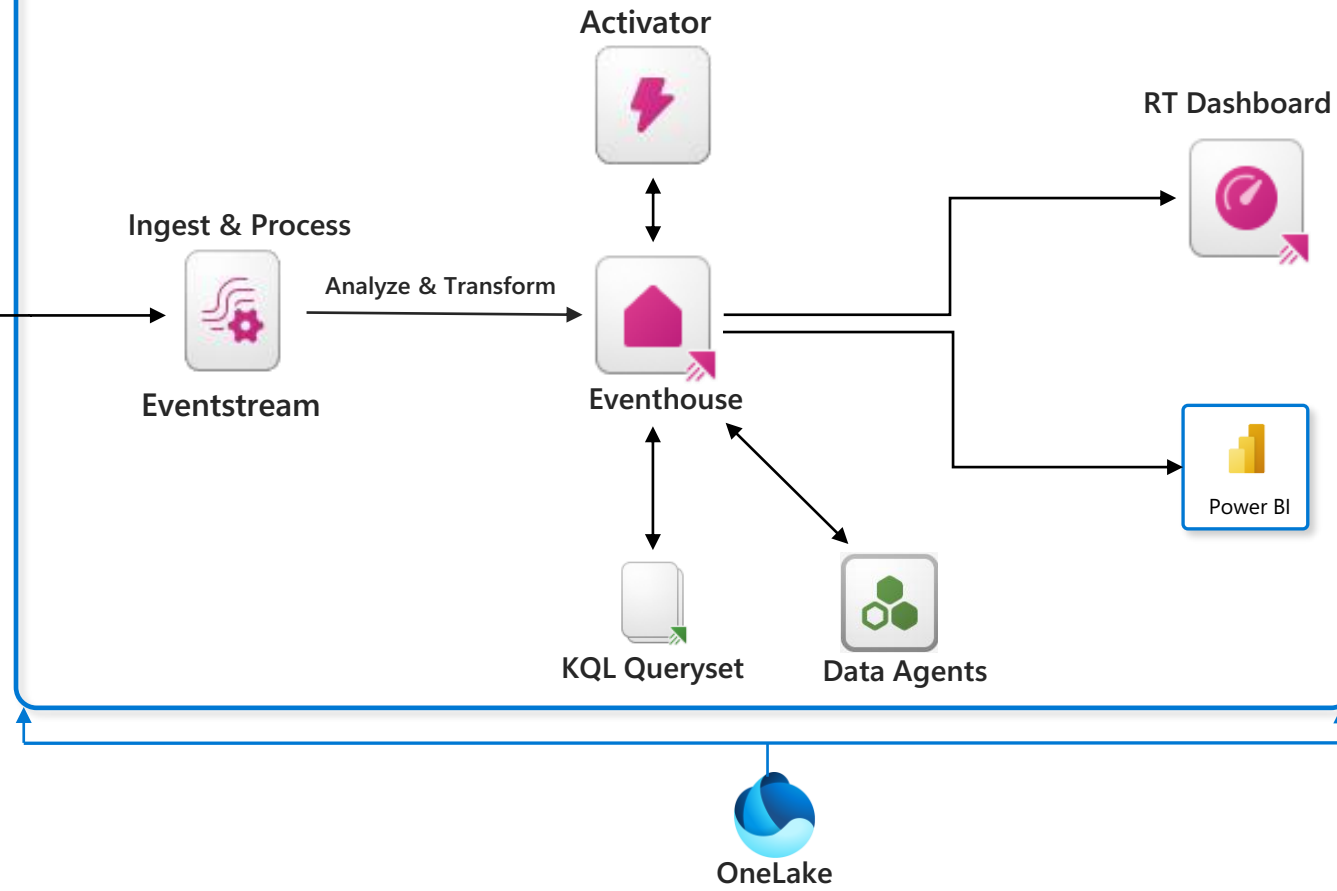 Activator
RT Dashboard
Ingest & Process
Analyze & Transform
Eventstream
Eventhouse
Power BI
KQL Queryset
Data Agents
OneLake